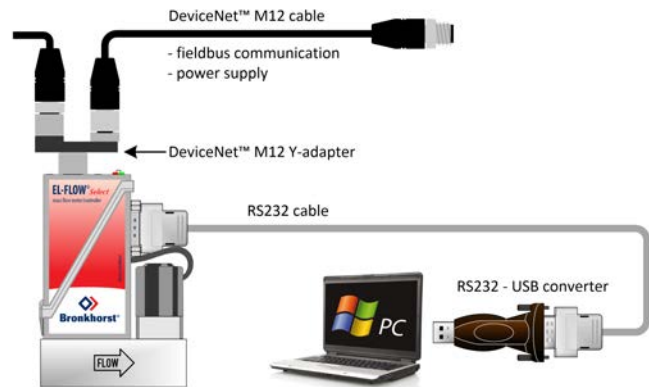 DeviceNet™ M12 cable
- fieldbus communication
- power supply
DeviceNet™ M12 Y-adapter
EL-FLOW® Select
RS232 cable
RS232 - USB converter
PC
Bronkhorst®
FLOW